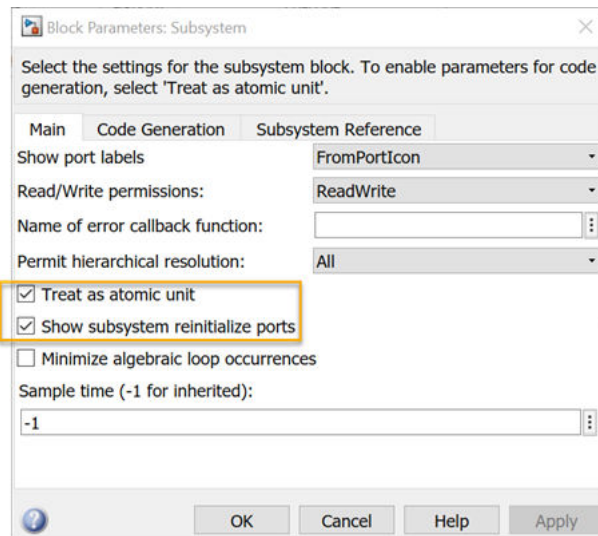 Block Parameters: Subsystem
Select the settings for the subsystem block. To enable parameters for code
generation, select 'Treat as atomic unit'.
Main Code Generation Subsystem Reference
Show port labels FromPortIcon
Read/Write permissions: ReadWrite
Name of error callback function:
Permit hierarchical resolution: All
Treat as atomic unit
Show subsystem reinitialize ports
Minimize algebraic loop occurrences
Sample time (-1 for inherited):
-1
OK Cancel Help Apply